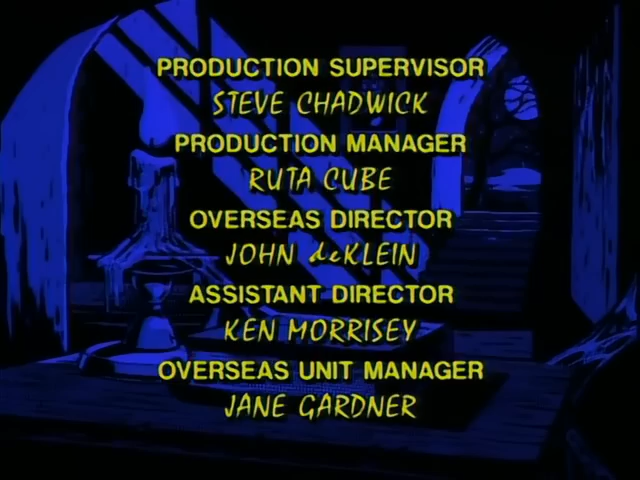 PRODUCTION SUPERVISOR
STEVE CHADWICK
PRODUCTION MANAGER
RUTA CUBE
OVERSEAS DIRECTOR
JOHN deKLEIN
ASSISTANT DIRECTOR
KEN MORRISEY
OVERSEAS UNIT MANAGER
JANE GARDNER